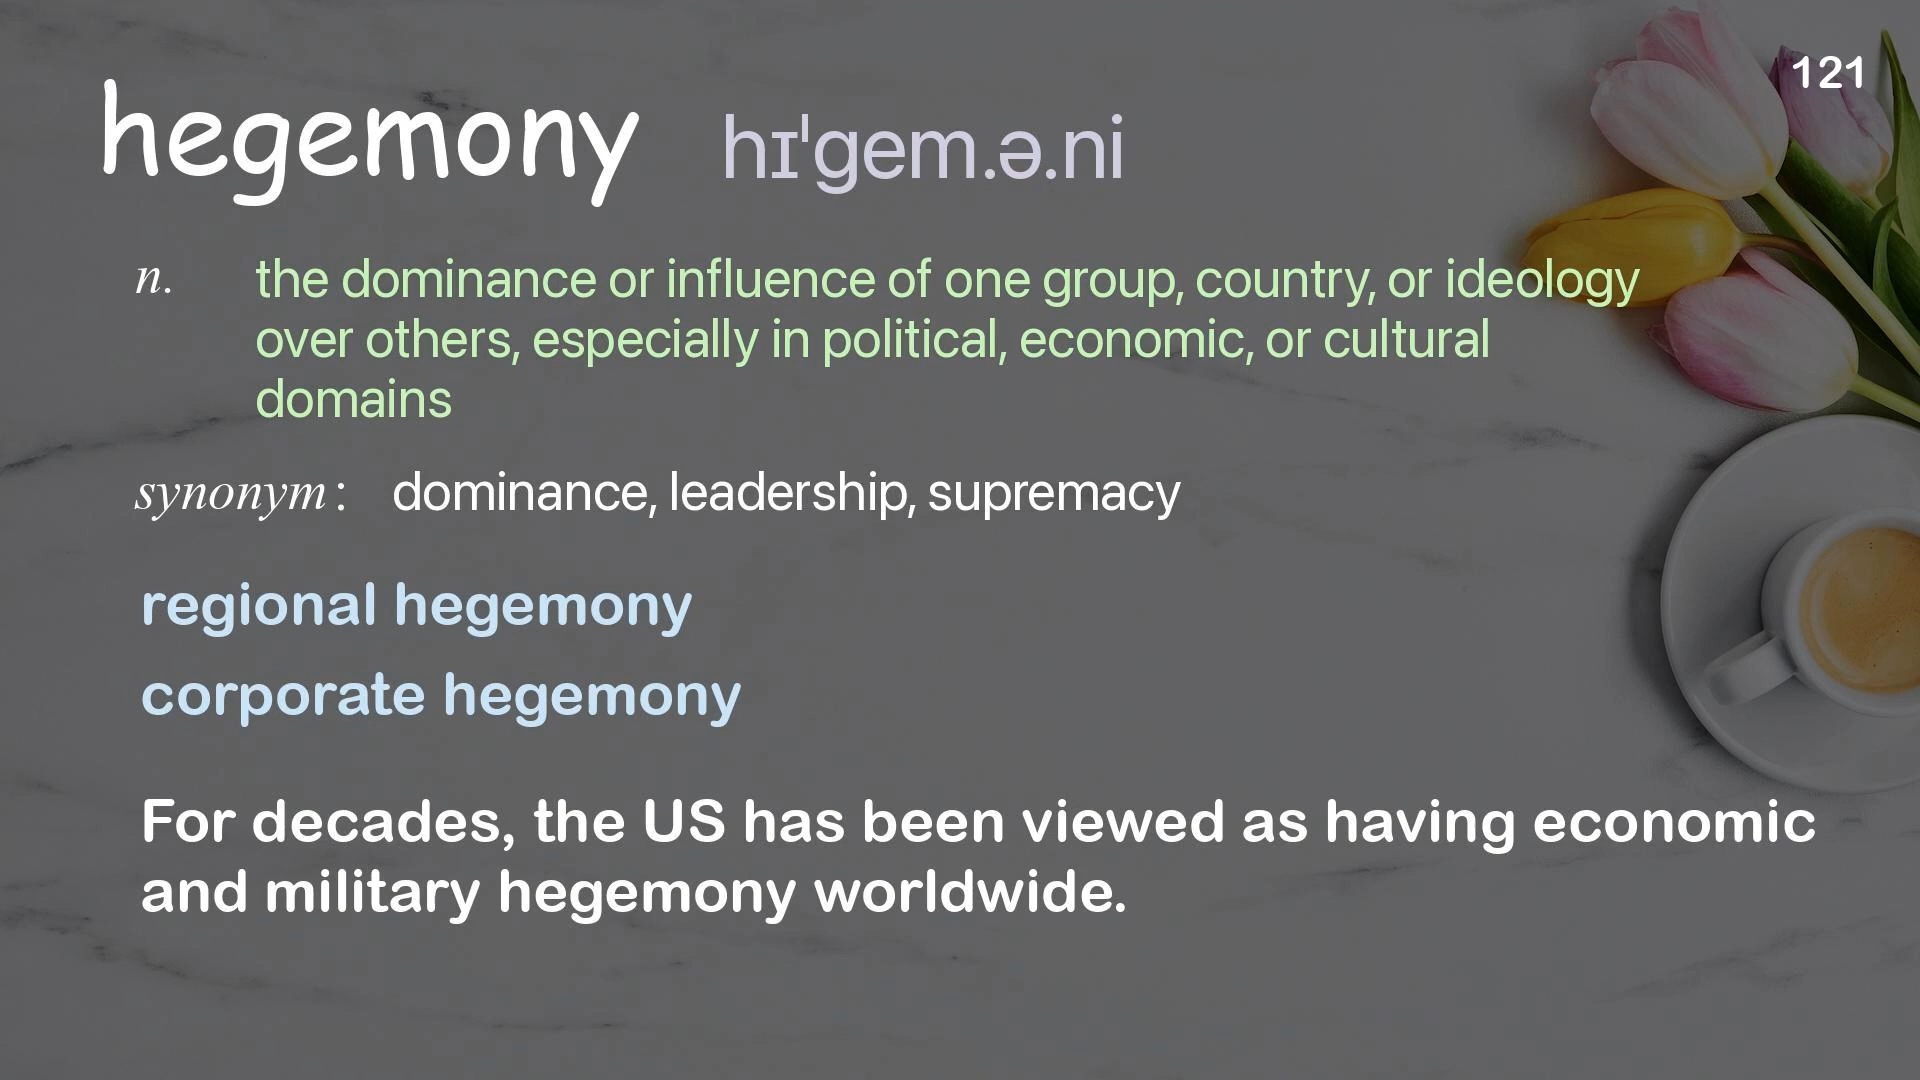 121
hegemony hɪˈgem.ə.ni
n. the dominance or influence of one group, country, or ideology
over others, especially in political, economic, or cultural
domains
synonym: dominance, leadership, supremacy
regional hegemony
corporate hegemony
For decades, the US has been viewed as having economic
and military hegemony worldwide.